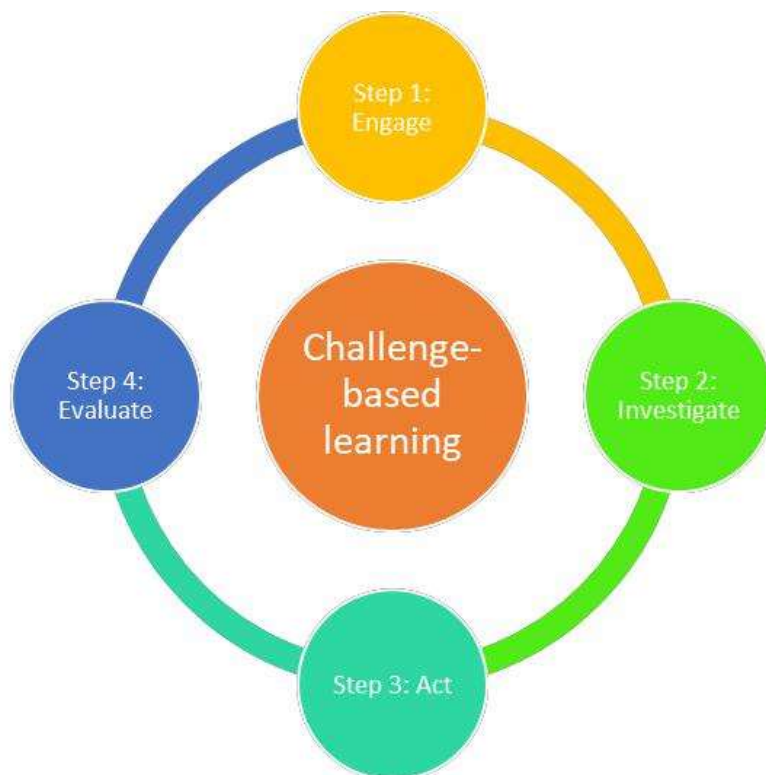 Step 1:
Engage
Challenge-
based
learning
Step 4:
Evaluate
Step 2:
Investigate
Step 3: Act